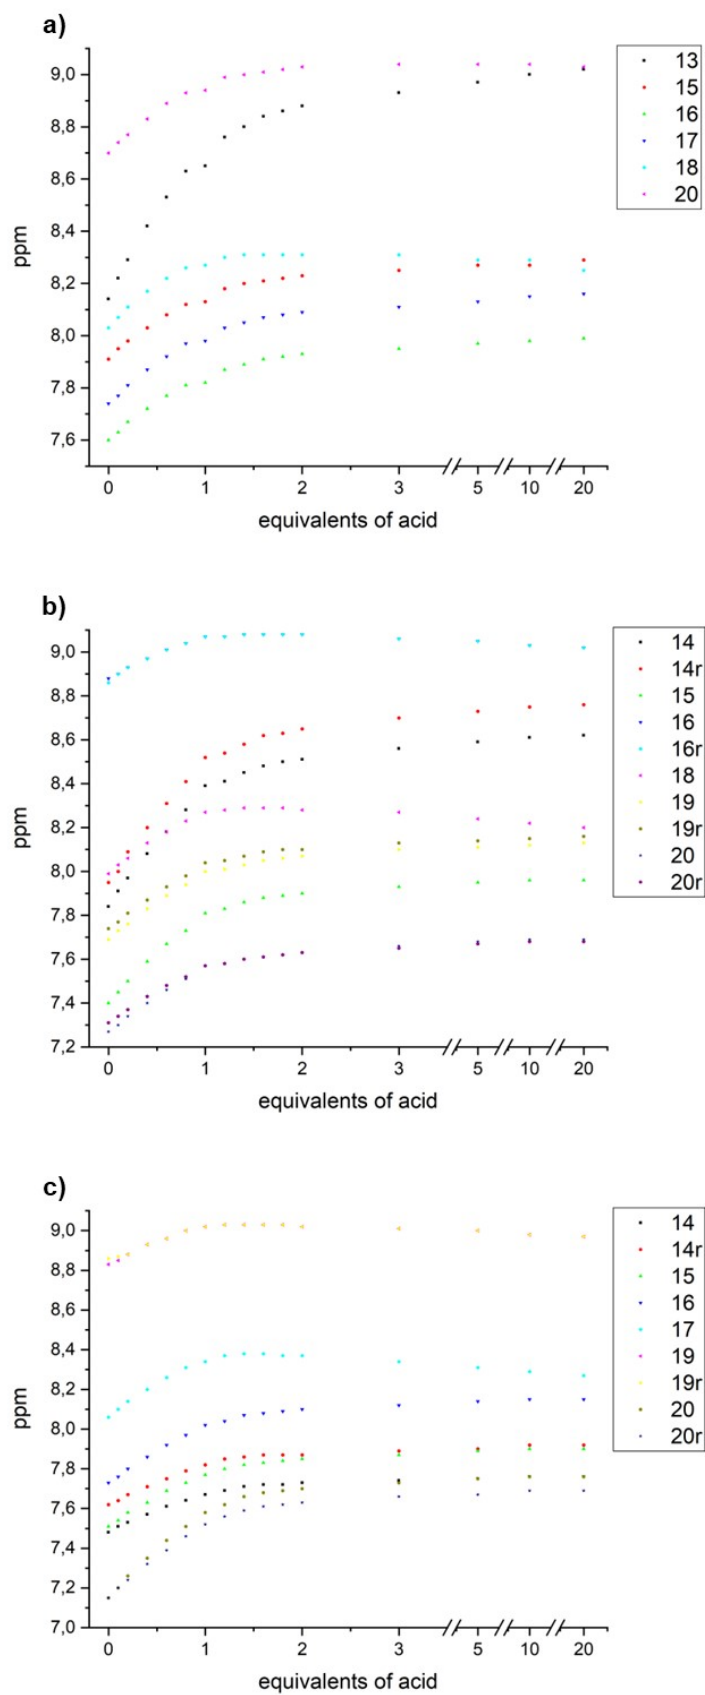 a)
9,0
8,8
8,6
8,4
8,2
8,0
7,8
7,6
ppm
0 1 2 3 5 10 20
equivalents of acid
13
15
16
17
18
20
b)
9,0
8,8
8,6
8,4
8,2
8,0
7,8
7,6
7,4
7,2
ppm
0 1 2 3 5 10 20
equivalents of acid
14
14r
15
16
16r
18
19
19r
20
20r
c)
9,0
8,8
8,6
8,4
8,2
8,0
7,8
7,6
7,4
7,2
7,0
ppm
0 1 2 3 5 10 20
equivalents of acid
14
14r
15
16
17
19
19r
20
20r